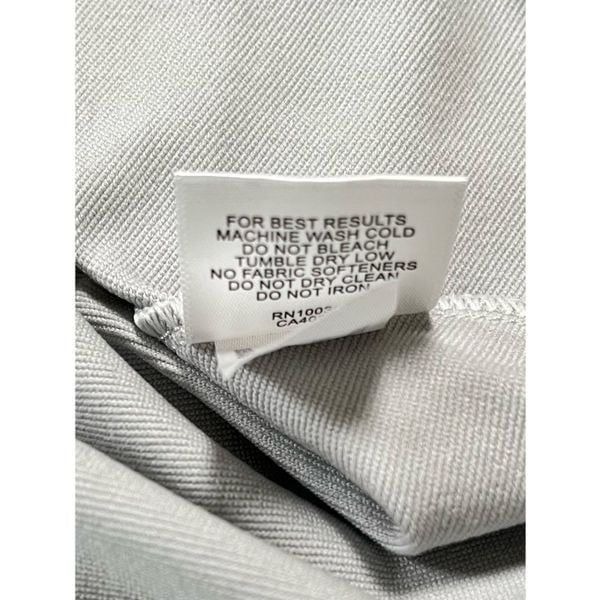 FOR BEST RESULTS
MACHINE WASH COLD
DO NOT BLEACH
TUMBLE DRY LOW
NO FABRIC SOFTENERS
DO NOT DRY CLEAN
DO NOT IRON